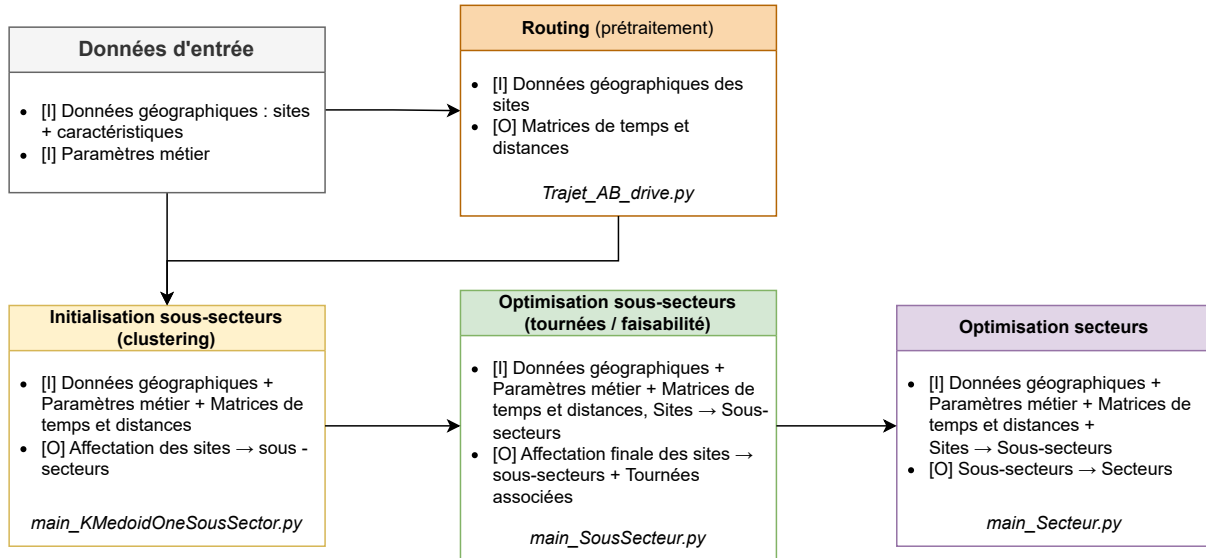 Données d'entrée
• [I] Données géographiques : sites
+ caractéristiques
• [I] Paramètres métier
Routing (prétraitement)
• [I] Données géographiques des
sites
• [O] Matrices de temps et
distances
Trajet_AB_drive.py
Initialisation sous-secteurs
(clustering)
• [I] Données géographiques +
Paramètres métier + Matrices de
temps et distances
• [O] Affectation des sites → sous -
secteurs
main_KMedoidOneSousSector.py
Optimisation sous-secteurs
(tournées / faisabilité)
• [I] Données géographiques +
Paramètres métier + Matrices de
temps et distances, Sites → Sous-
secteurs
• [O] Affectation finale des sites →
sous-secteurs + Tournées
associées
main_SousSecteur.py
Optimisation secteurs
• [I] Données géographiques +
Paramètres métier + Matrices de
temps et distances +
Sites → Sous-secteurs
• [O] Sous-secteurs → Secteurs
main_Secteur.py